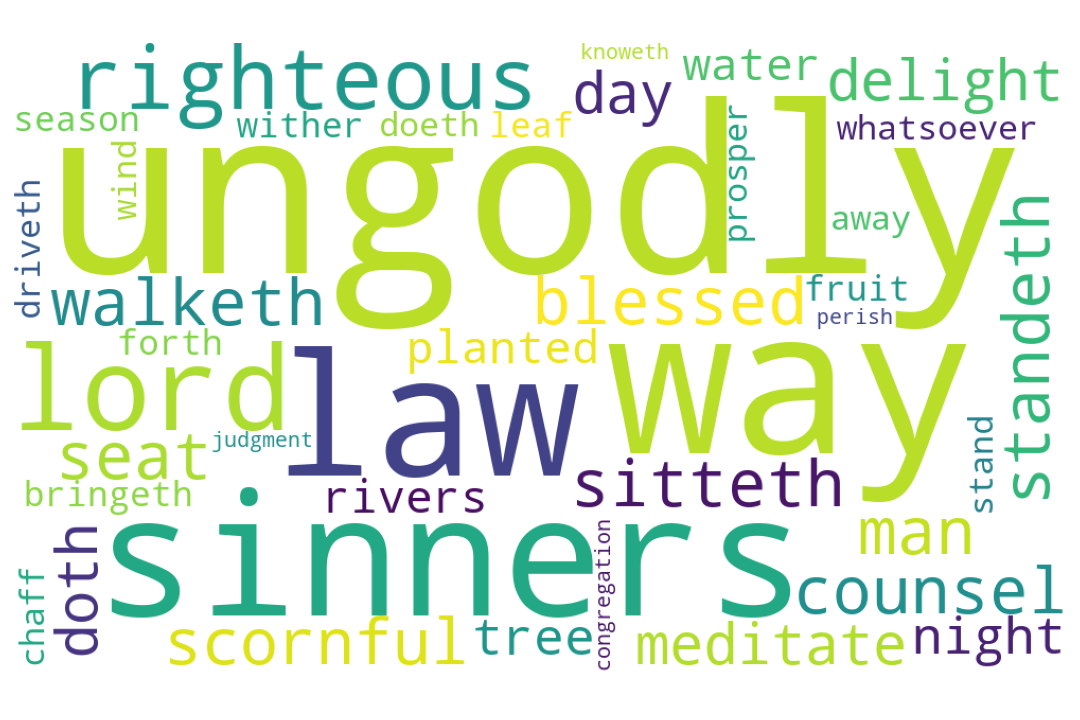 knoweth
righteous
day
water
delight
season
wither
doeth
leaf
whatsoever
wind
prosper
ungodly
driveth
away
standeth
walketh
blessed
fruit
perish
forth
planted
way
lord
law
seat
judgment
stand
bringeth
rivers
sitteth
man
sinners
doth
congregation
chaff
counsel
scornful
tree
meditate
night